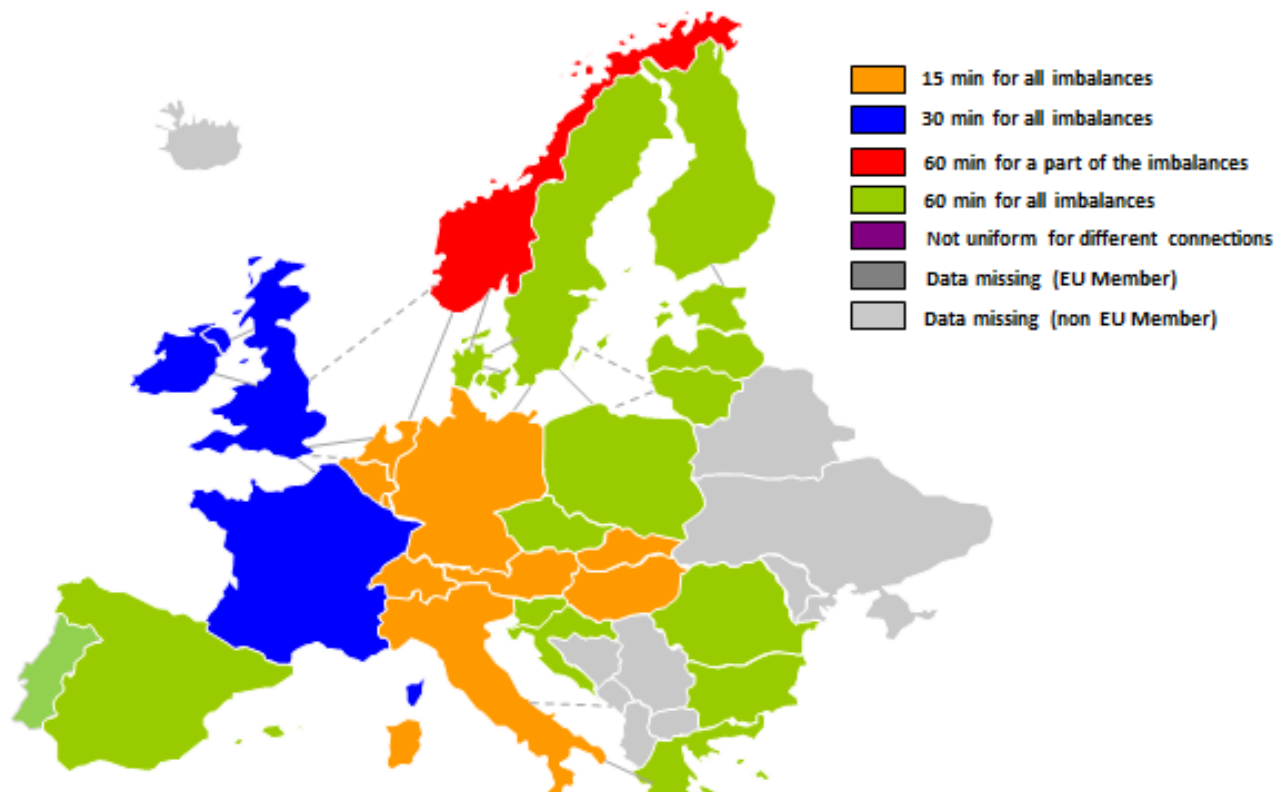 15 min for all imbalances
30 min for all imbalances
60 min for a part of the imbalances
60 min for all imbalances
Not uniform for different connections
Data missing (EU Member)
Data missing (non EU Member)